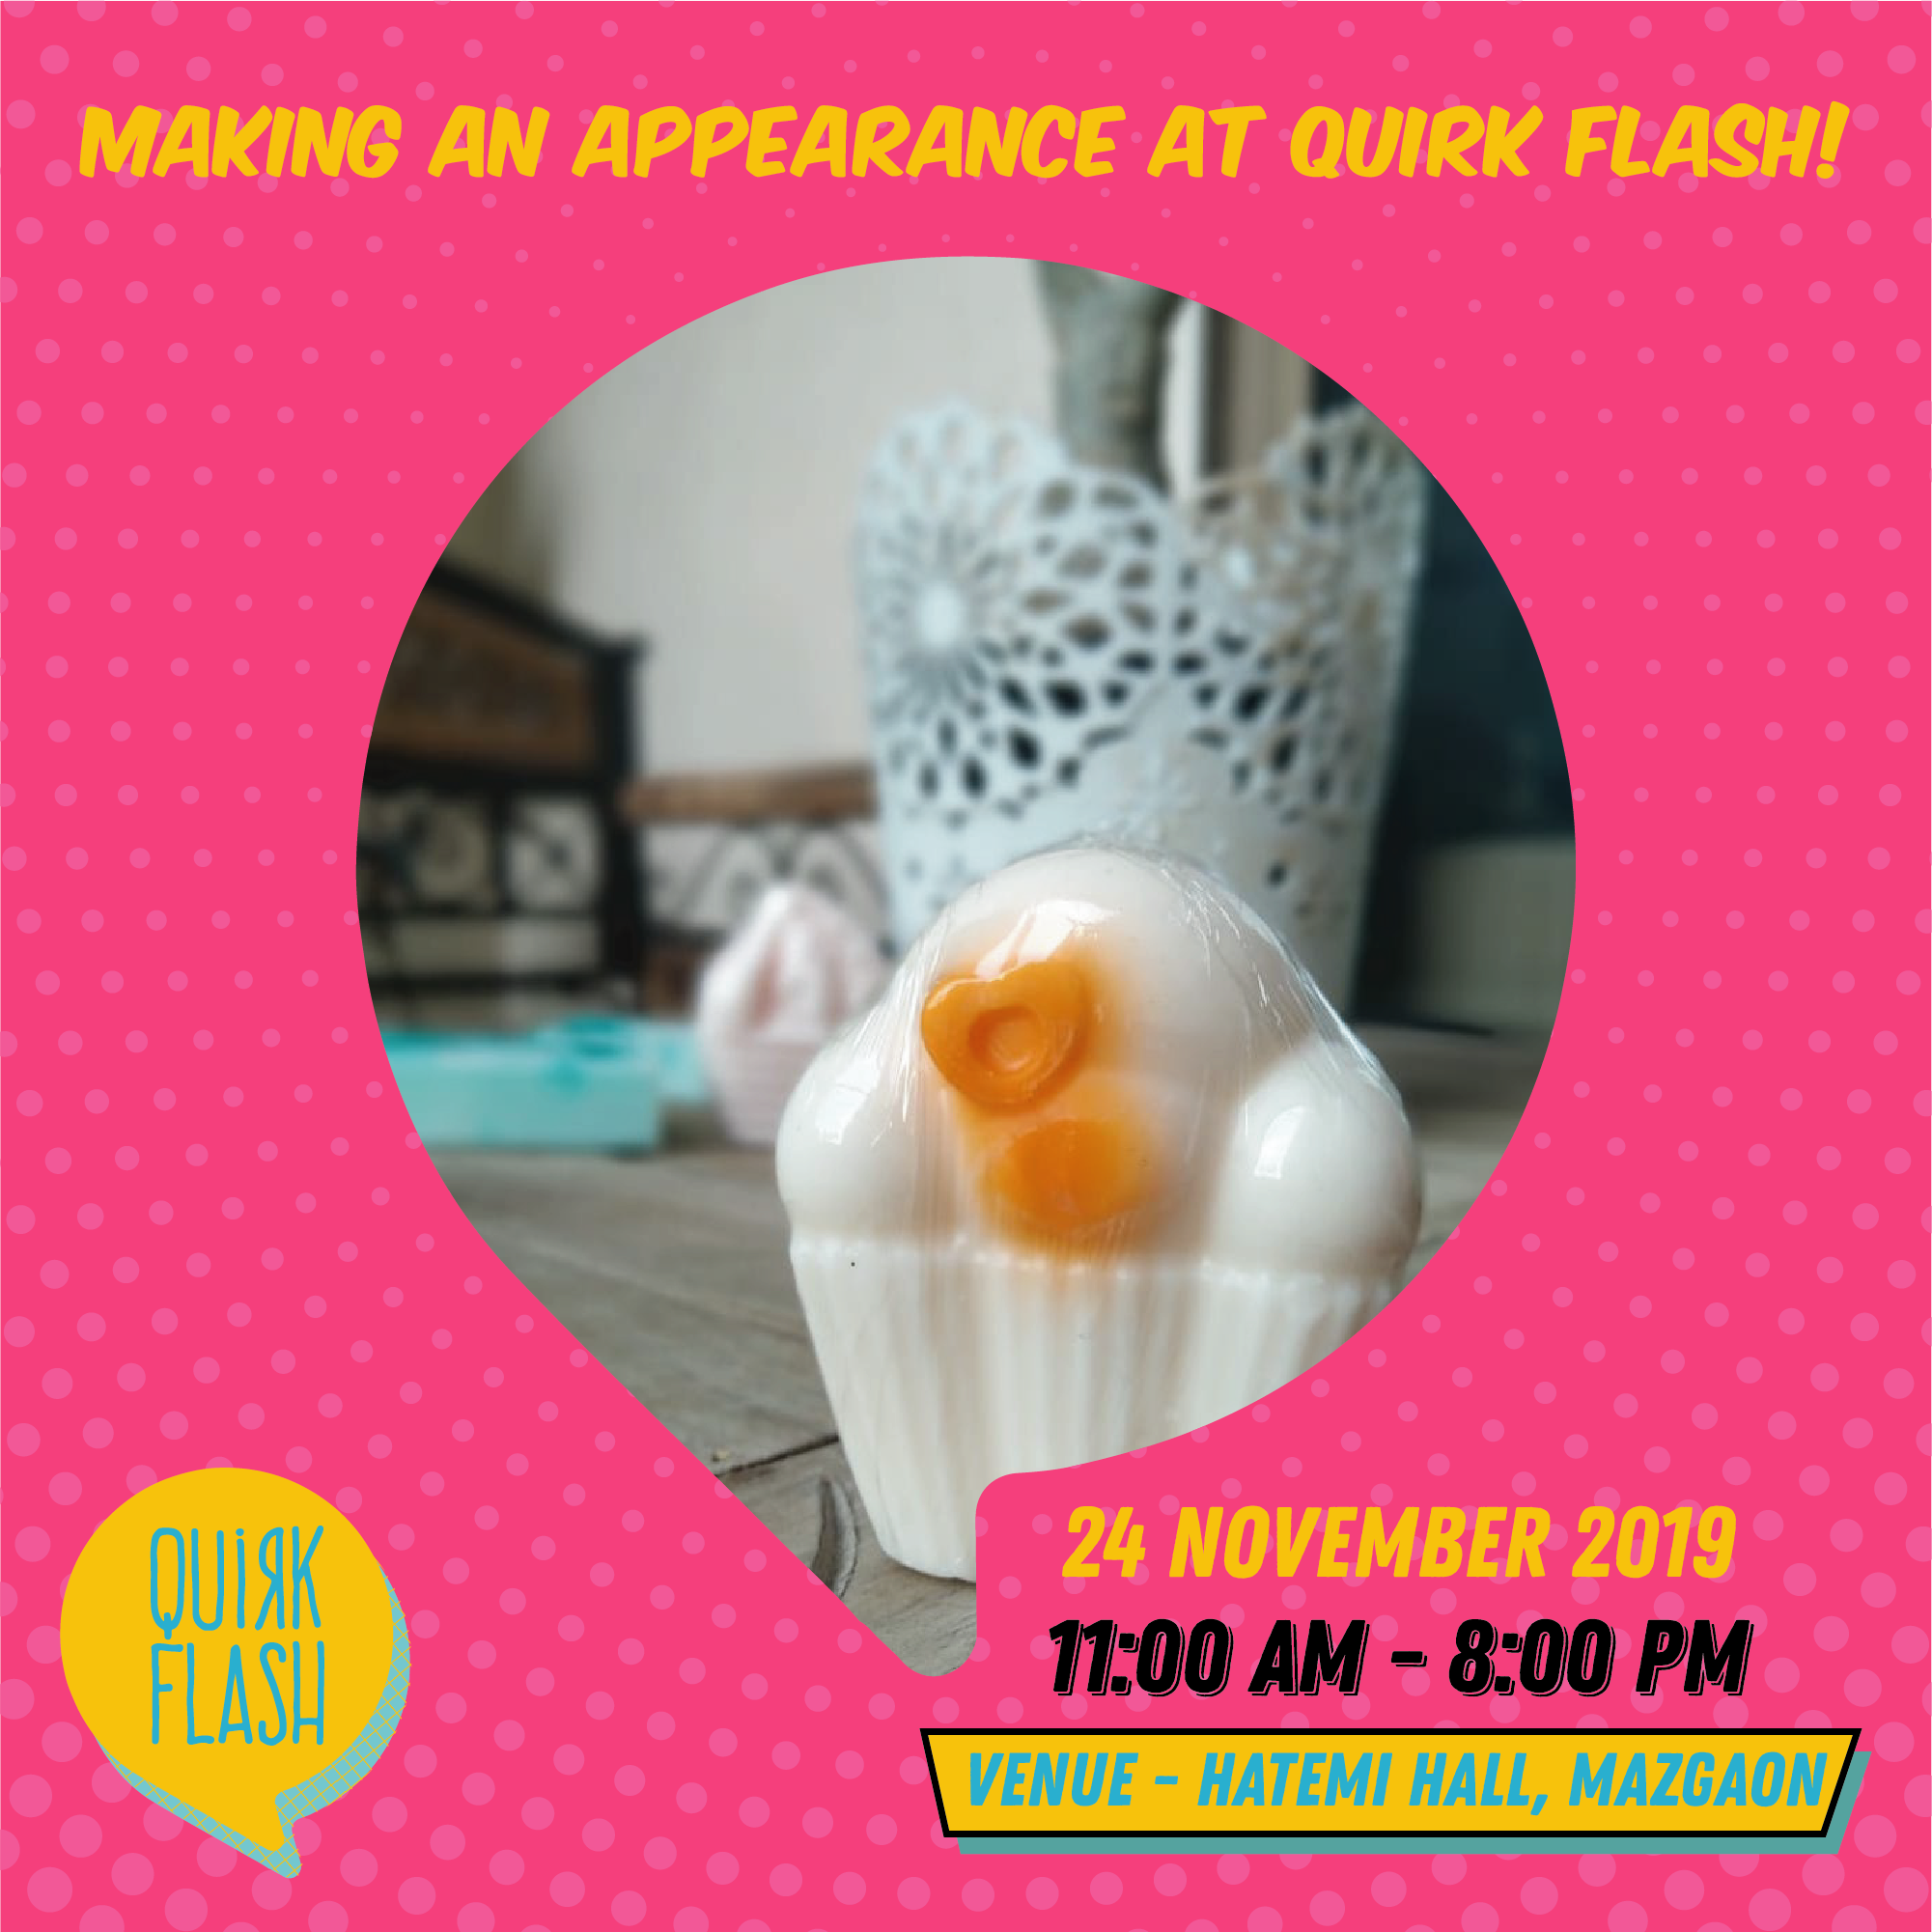 MAKING AN APPEARANCE AT QUIRK FLASH!
24 NOVEMBER 2019
11:00 AM - 8:00 PM
VENUE - HATEMI HALL, MAZGAON
QUIRK
FLASH